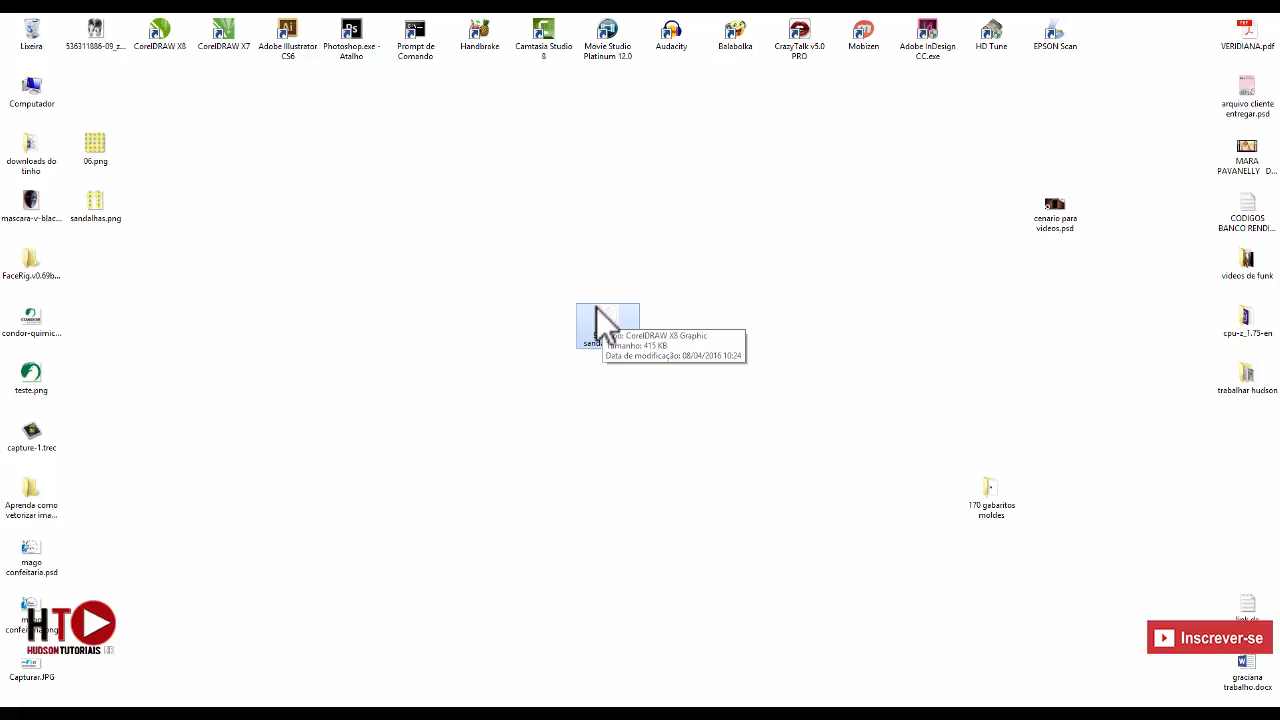 Lixeira
536311886-09_z...
CorelDRAW X8
CorelDRAW X7
Adobe Illustrator
CS6
Photoshop.exe -
Atalho
Prompt de
Comando
Handbrake
Camtasia Studio
8
Movie Studio
Platinum 12.0
Audacity
Balabolka
CrazyTalk v5.0
PRO
Mobizen
Adobe InDesign
CC.exe
HD Tune
EPSON Scan
VERIDIANA.pdf
Computador
arquivo cliente
entregar.psd
downloads do
tinho
06.png
MARA
PAVANELLY D...
mascara-v-blac...
sandalhas.png
cenario para
videos.psd
CODIGOS
BANCO RENDI...
FaceRig.v0.69b...
videos de funk
condor-quimic...
CorelDRAW X8 Graphic
Tamanho: 415 KB
Data de modificação: 08/04/2016 10:24
cpu-z_1.75-en
teste.png
trabalhar hudson
capture-1.trec
Aprenda como
vetorizar ima...
170 gabaritos
moldes
mago
confeitaria.psd
HT
HUDSON TUTORIAIS
Inscrever-se
Capturar.JPG
graciana
trabalho.docx